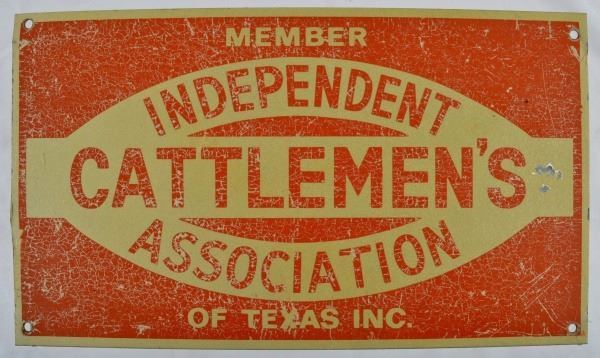 MEMBER
INDEPENDENT
CATTLEMEN'S
ASSOCIATION
OF TEXAS INC.